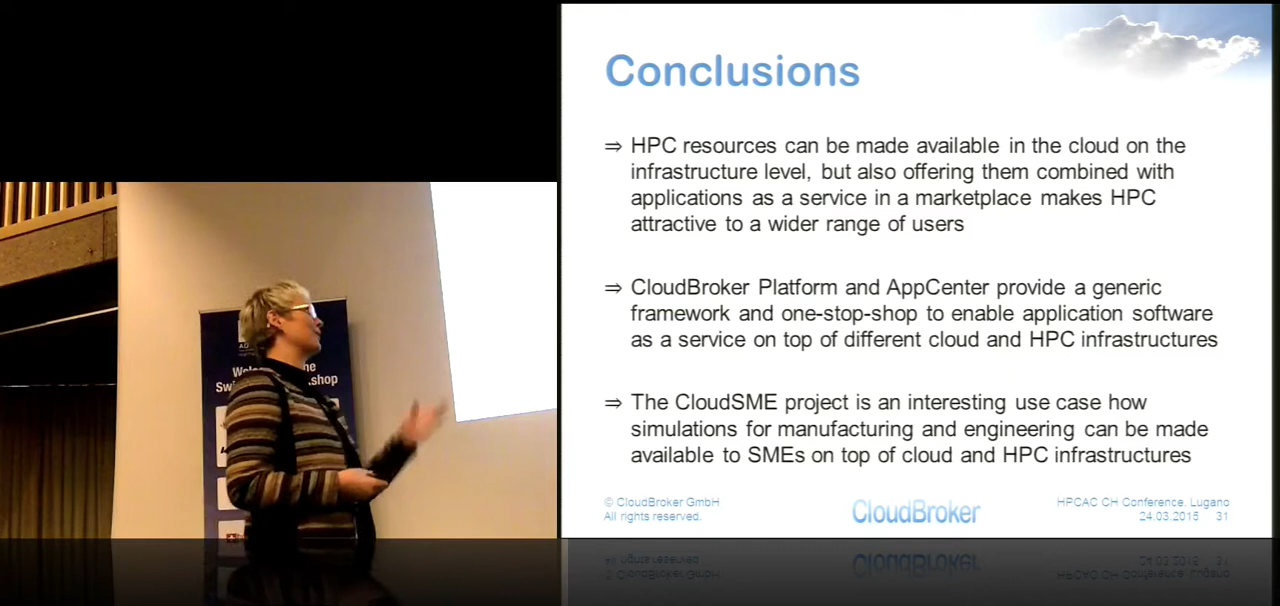 Conclusions
⇒ HPC resources can be made available in the cloud on the
infrastructure level, but also offering them combined with
applications as a service in a marketplace makes HPC
attractive to a wider range of users
⇒ CloudBroker Platform and AppCenter provide a generic
framework and one-stop-shop to enable application software
as a service on top of different cloud and HPC infrastructures
⇒ The CloudSME project is an interesting use case how
simulations for manufacturing and engineering can be made
available to SMEs on top of cloud and HPC infrastructures
© CloudBroker GmbH
All rights reserved.
CloudBroker
HPCAC CH Conference, Lugano
24.03.2015 31